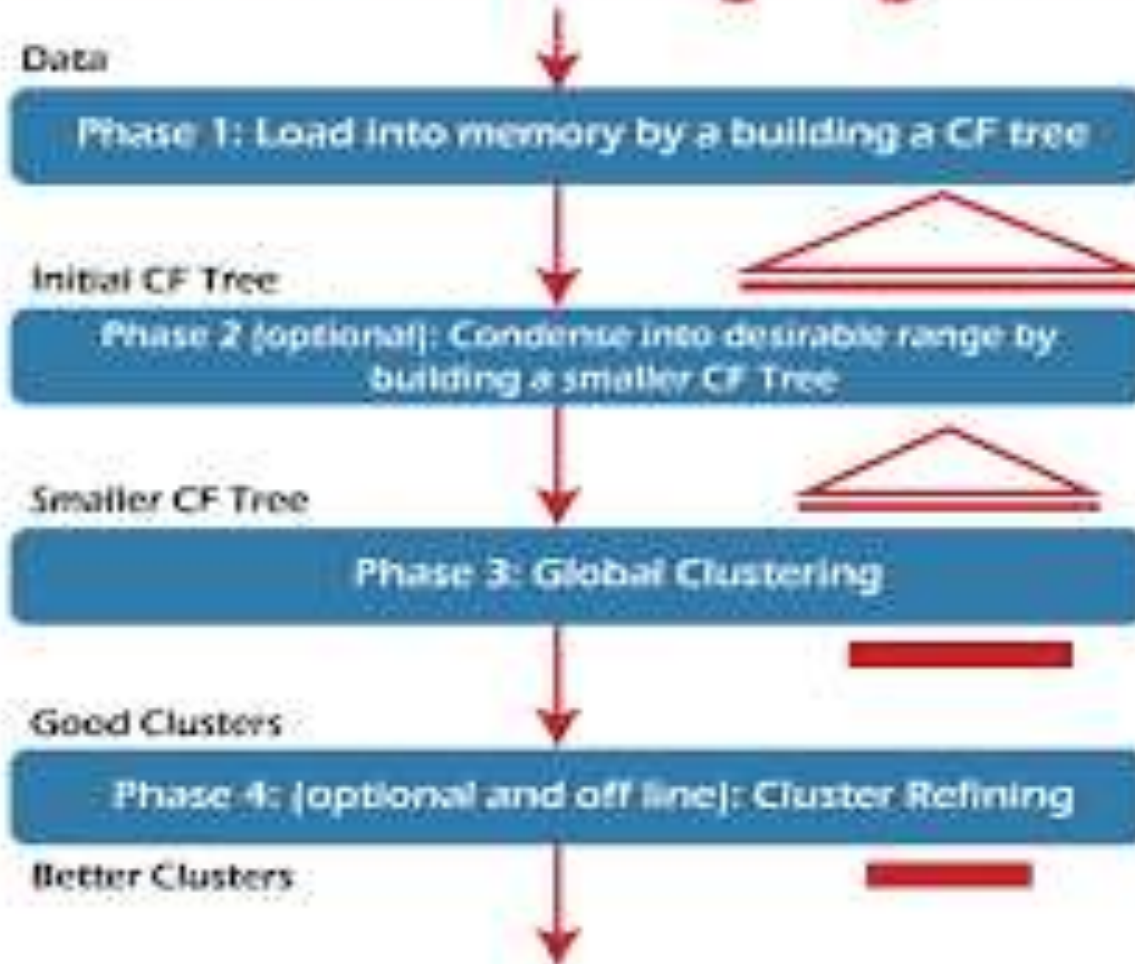 Data
Phase 1: Load into memory by a building a CF tree
Initial CF Tree
Phase 2 (optional): Condense into desirable range by
building a smaller CF Tree
Smaller CF Tree
Phase 3: Global Clustering
Good Clusters
Phase 4: (optional and off line): Cluster Refining
Better Clusters